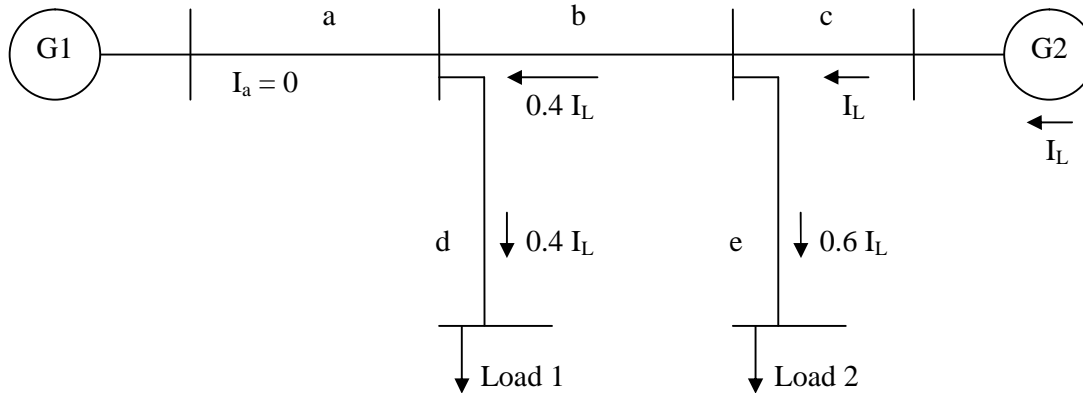 a
b
c
G1
G2
I_a = 0
0.4 I_L
I_L
I_L
d
0.4 I_L
e
0.6 I_L
Load 1
Load 2